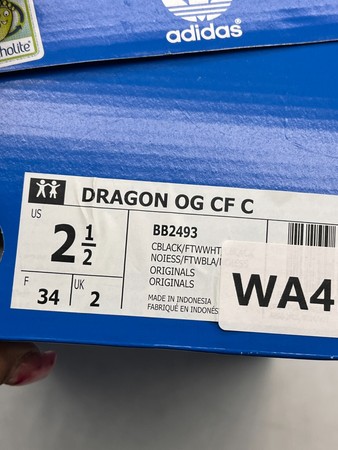 holite®
adidas
DRAGON OG CF C
US
2 1/2
F
34
UK
2
BB2493
CBLACK/FTWWHT
NOIESS/FTWBLA/
ORIGINALS
ORIGINALS
MADE IN INDONESIA
FABRIQUÉ EN INDONÉS
WA4